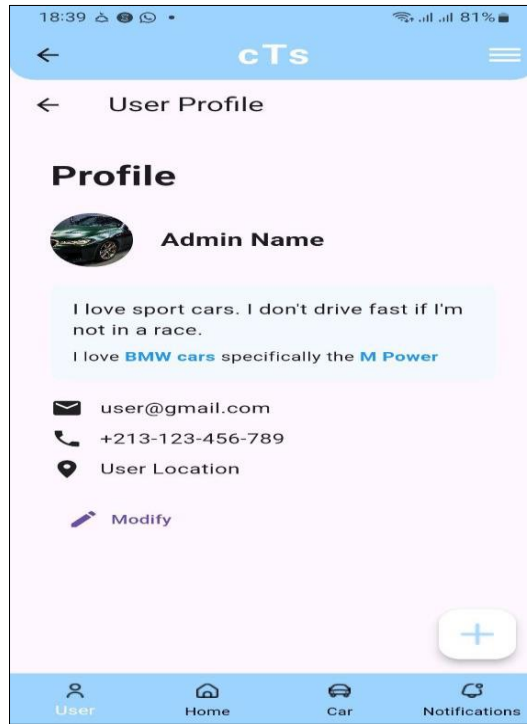 18:39 81%
cTs
User Profile
Profile
Admin Name
I love sport cars. I don't drive fast if I'm
not in a race.
I love BMW cars specifically the M Power
user@gmail.com
+213-123-456-789
User Location
Modify
User Home Car Notifications